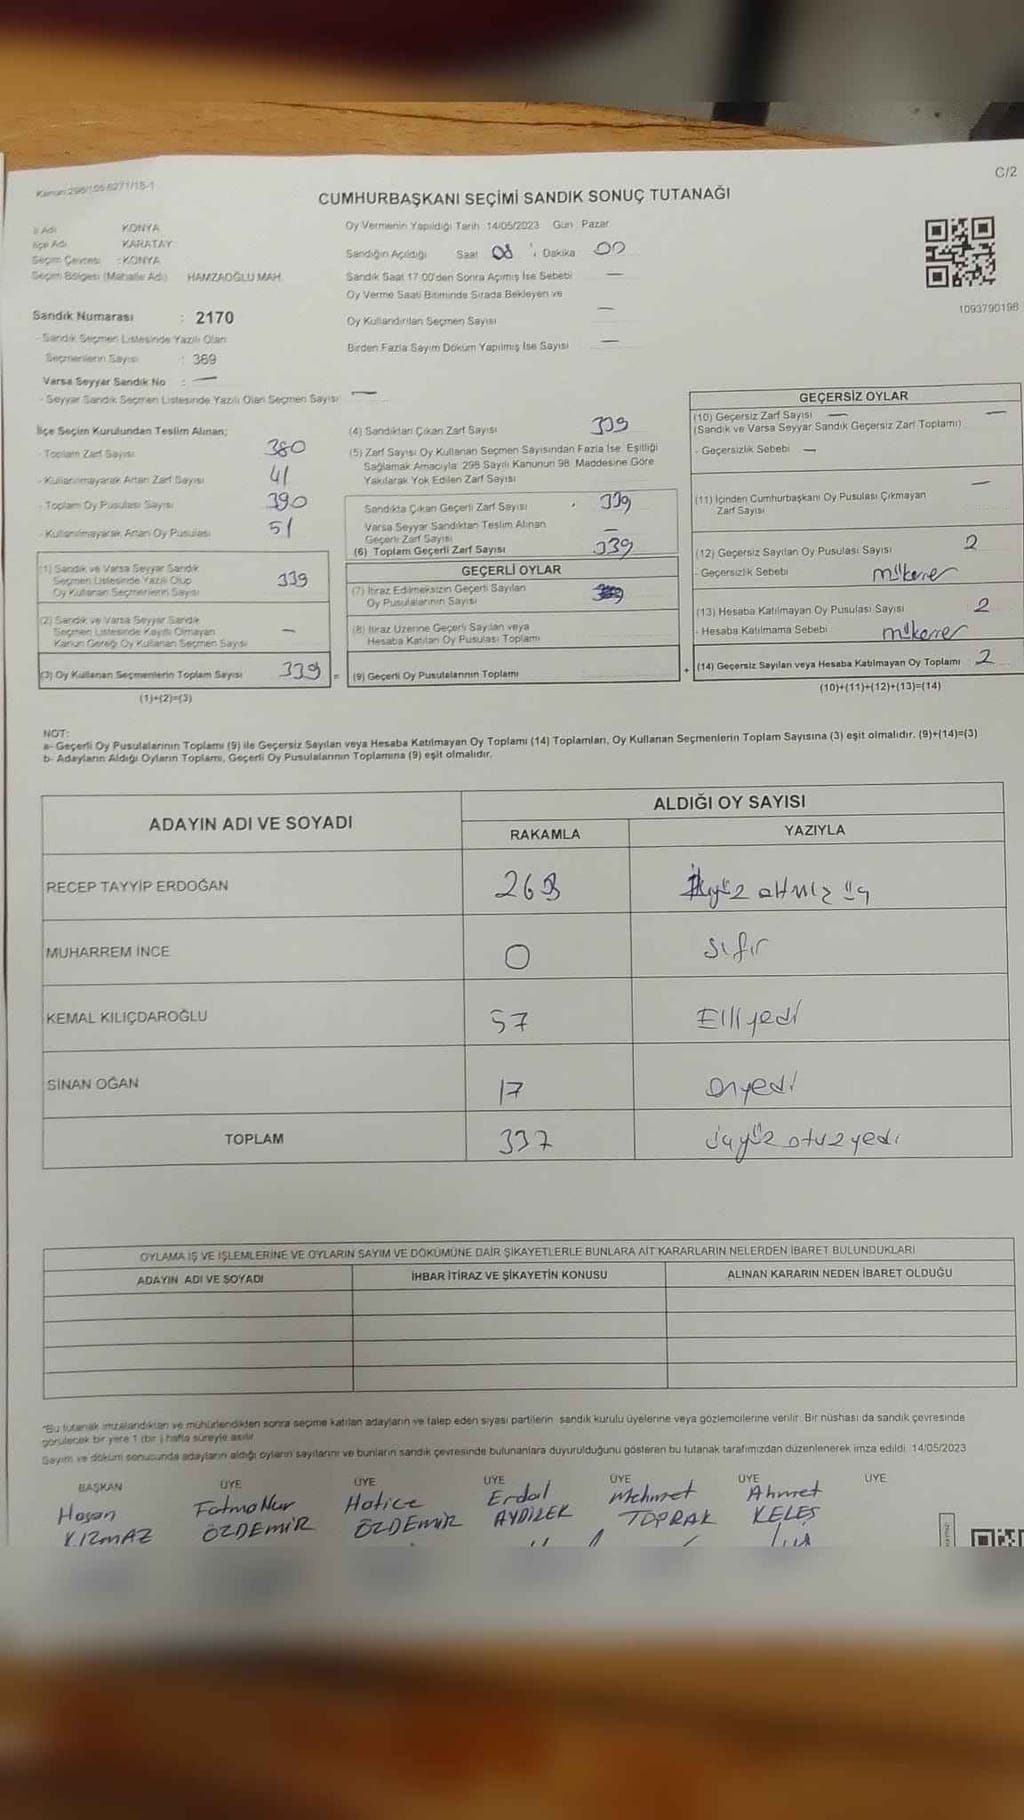 Kanun:298/105-6271/18-1
C/2
CUMHURBAŞKANI SEÇİMİ SANDIK SONUÇ TUTANAĞI
İl Adı KONYA
İlçe Adı KARATAY
Seçim Çevresi : KONYA
Seçim Bölgesi (Mahalle Adı) HAMZAOĞLU MAH.
Sandık Numarası : 2170
- Sandık Seçmen Listesinde Yazılı Olan
Seçmenlerin Sayısı : 369
Varsa Seyyar Sandık No : —
- Seyyar Sandık Seçmen Listesinde Yazılı Olan Seçmen Sayısı —
Oy Vermenin Yapıldığı Tarih :14/05/2023 Gün : Pazar
Sandığın Açıldığı Saat 08 Dakika 00
Sandık Saat 17:00'den Sonra Açımış İse Sebebi —
Oy Verme Saati Bitiminde Sırada Bekleyen ve
Oy Kullandırılan Seçmen Sayısı —
Birden Fazla Sayım Döküm Yapılmış İse Sayısı —
1093790198
İlçe Seçim Kurulundan Teslim Alınan;
- Toplam Zarf Sayısı 380
- Kullanılmayarak Artan Zarf Sayısı 41
- Toplam Oy Pusulası Sayısı 390
- Kullanılmayarak Artan Oy Pusulası 51
(1) Sandık ve Varsa Seyyar Sandık
Seçmen Listesinde Yazılı Olup
Oy Kullanan Seçmenlerin Sayısı 339
(2) Sandık ve Varsa Seyyar Sandık
Seçmen Listesinde Kayıtlı Olmayan
Kanun Gereği Oy Kullanan Seçmen Sayısı —
(3) Oy Kullanan Seçmenlerin Toplam Sayısı 339 =
(1)+(2)=(3)
(4) Sandıktan Çıkan Zarf Sayısı 339
(5) Zarf Sayısı Oy Kullanan Seçmen Sayısından Fazla İse, Eşitliği
Sağlamak Amacıyla 298 Sayılı Kanunun 98. Maddesine Göre
Yakılarak Yok Edilen Zarf Sayısı
Sandıkta Çıkan Geçerli Zarf Sayısı 339
Varsa Seyyar Sandıktan Teslim Alınan
Geçerli Zarf Sayısı —
(6) Toplam Geçerli Zarf Sayısı 339
GEÇERLİ OYLAR
(7) İtiraz Edilmeksizin Geçerli Sayılan
Oy Pusulalarının Sayısı
(8) İtiraz Üzerine Geçerli Sayılan veya
Hesaba Katılan Oy Pusulası Toplamı
(9) Geçerli Oy Pusulalarının Toplamı +
GEÇERSİZ OYLAR
(10) Geçersiz Zarf Sayısı —
(Sandık ve Varsa Seyyar Sandık Geçersiz Zarf Toplamı) —
- Geçersizlik Sebebi —
(11) İçinden Cumhurbaşkanı Oy Pusulası Çıkmayan
Zarf Sayısı —
(12) Geçersiz Sayılan Oy Pusulası Sayısı 2
- Geçersizlik Sebebi mükerrer
(13) Hesaba Katılmayan Oy Pusulası Sayısı 2
- Hesaba Katılmama Sebebi mükerrer
(14) Geçersiz Sayılan veya Hesaba Katılmayan Oy Toplamı 2
(10)+(11)+(12)+(13)=(14)
NOT:
a- Geçerli Oy Pusulalarının Toplamı (9) ile Geçersiz Sayılan veya Hesaba Katılmayan Oy Toplamı (14) Toplamları, Oy Kullanan Seçmenlerin Toplam Sayısına (3) eşit olmalıdır. (9)+(14)=(3)
b- Adayların Aldığı Oyların Toplamı, Geçerli Oy Pusulalarının Toplamına (9) eşit olmalıdır.
ADAYIN ADI VE SOYADI
ALDIĞI OY SAYISI
RAKAMLA YAZIYLA
RECEP TAYYİP ERDOĞAN 263 İkiyüz altmış üç
MUHARREM İNCE 0 sıfır
KEMAL KILIÇDAROĞLU 57 Elliyedi
SİNAN OĞAN 17 onyedi
TOPLAM 337 üçyüz otuzyedi
OYLAMA İŞ VE İŞLEMLERİNE VE OYLARIN SAYIM VE DÖKÜMÜNE DAİR ŞİKAYETLERLE BUNLARA AİT KARARLARIN NELERDEN İBARET BULUNDUKLARI
ADAYIN ADI VE SOYADI İHBAR İTİRAZ VE ŞİKAYETİN KONUSU ALINAN KARARIN NEDEN İBARET OLDUĞU
*Bu tutanak imzalandıktan ve mühürlendikten sonra seçime katılan adayların ve talep eden siyasi partilerin sandık kurulu üyelerine veya gözlemcilerine verilir. Bir nüshası da sandık çevresinde
görülecek bir yere 1 (bir ) hafta süreyle asılır.
Sayım ve döküm sonucunda adayların aldığı oyların sayılarını ve bunların sandık çevresinde bulunanlara duyurulduğunu gösteren bu tutanak tarafımızdan düzenlenerek imza edildi. 14/05/2023
BAŞKAN ÜYE ÜYE ÜYE ÜYE ÜYE ÜYE
Hasan Fatma Nur Hatice Erdal Mehmet Ahmet
KIZMAZ ÖZDEMİR ÖZDEMİR AYDİLEK TOPRAK KELEŞ